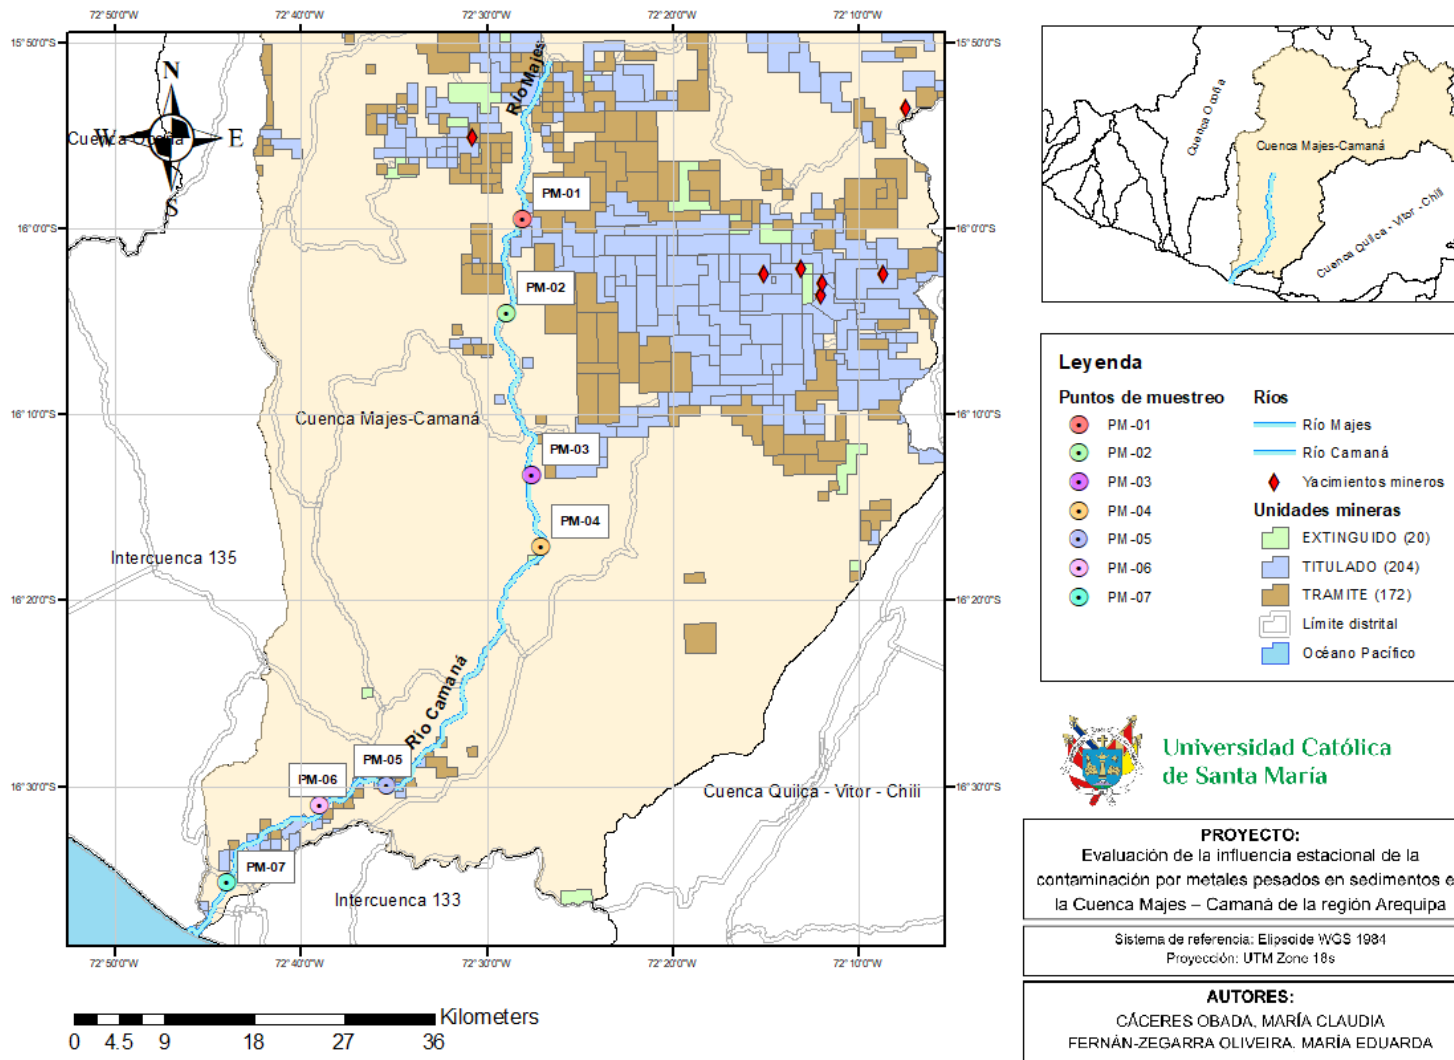 72°50'0"W
72°40'0"W
72°30'0"W
72°20'0"W
72°10'0"W
15°50'0"S
15°50'0"S
N
W
E
S
Río Majes
PM-01
16°0'0"S
16°0'0"S
PM-02
16°10'0"S
16°10'0"S
Cuenca Majes-Camaná
PM-03
PM-04
Intercuenca 135
16°20'0"S
16°20'0"S
Río Camaná
PM-05
PM-06
16°30'0"S
16°30'0"S
Cuenca Quilca - Vitor - Chili
PM-07
Intercuenca 133
72°50'0"W
72°40'0"W
72°30'0"W
72°20'0"W
72°10'0"W
Kilometers
0 4.5 9 18 27 36
Cuenca Ocoña
Cuenca Majes-Camaná
Cuenca Quilca - Vitor - Chili
Leyenda
Puntos de muestreo
PM-01
PM-02
PM-03
PM-04
PM-05
PM-06
PM-07
Ríos
Río Majes
Río Camaná
Yacimientos mineros
Unidades mineras
EXTINGUIDO (20)
TITULADO (204)
TRAMITE (172)
Límite distrital
Océano Pacífico
Universidad Católica
de Santa María
PROYECTO:
Evaluación de la influencia estacional de la
contaminación por metales pesados en sedimentos e
la Cuenca Majes – Camaná de la región Arequipa
Sistema de referencia: Elipsoide WGS 1984
Proyección: UTM Zone 18s
AUTORES:
CÁCERES OBADA, MARÍA CLAUDIA
FERNÁN-ZEGARRA OLIVEIRA, MARÍA EDUARDA